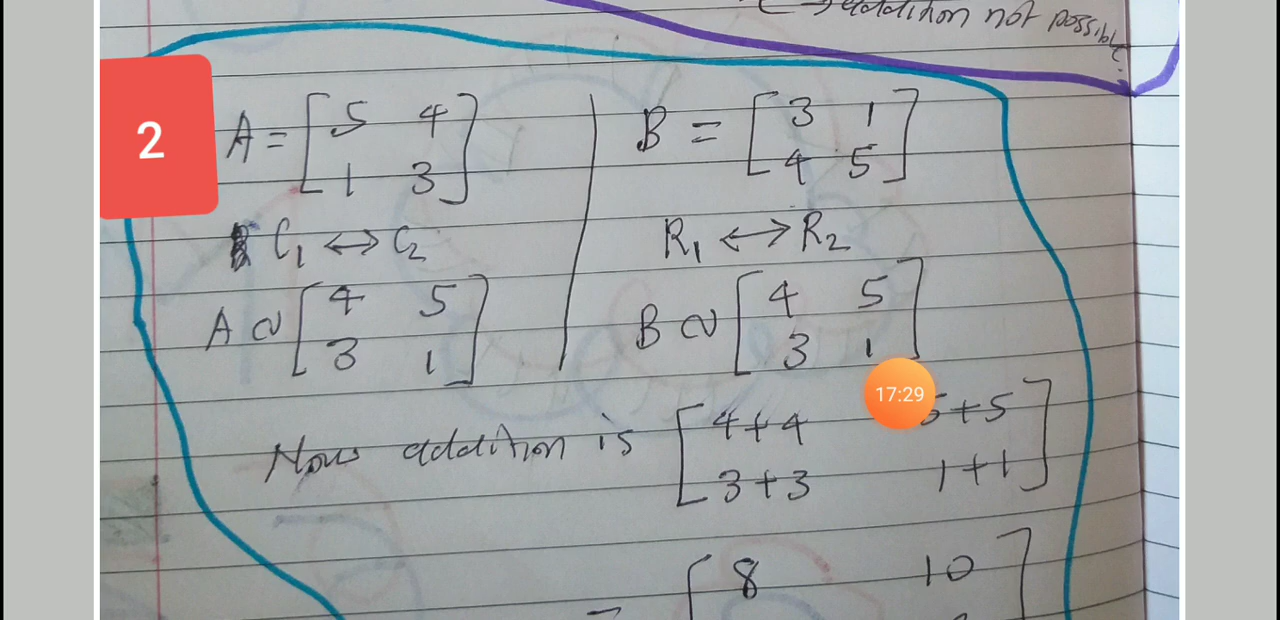 → addition not possible
2
A = [ 5 4
1 3 ]
C₁ ↔ C₂
A ~ [ 4 5
3 1 ]
B = [ 3 1
4 5 ]
R₁ ↔ R₂
B ~ [ 4 5
3 1 ]
17:29
Now addition is [ 4+4 5+5
3+3 1+1 ]
= [ 8 10